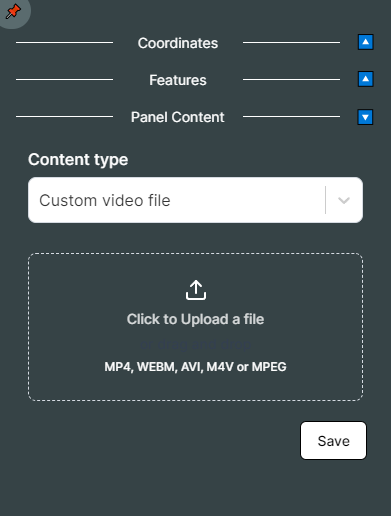 Coordinates
Features
Panel Content
Content type
Custom video file
Click to Upload a file
MP4, WEBM, AVI, M4V or MPEG
Save